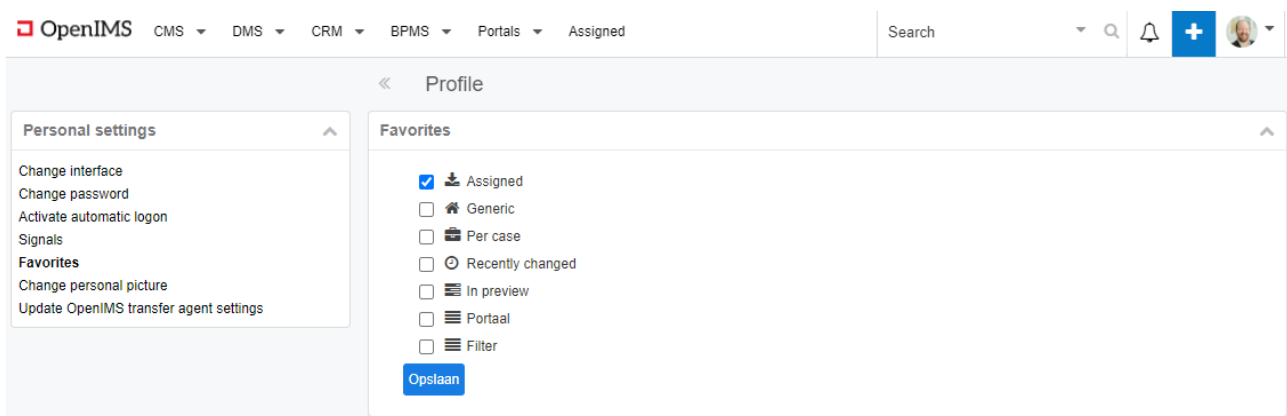 OpenIMS CMS DMS CRM BPMS Portals Assigned Search
Profile
Personal settings
Change interface
Change password
Activate automatic logon
Signals
Favorites
Change personal picture
Update OpenIMS transfer agent settings
Favorites
Assigned
Generic
Per case
Recently changed
In preview
Portaal
Filter
Opslaan